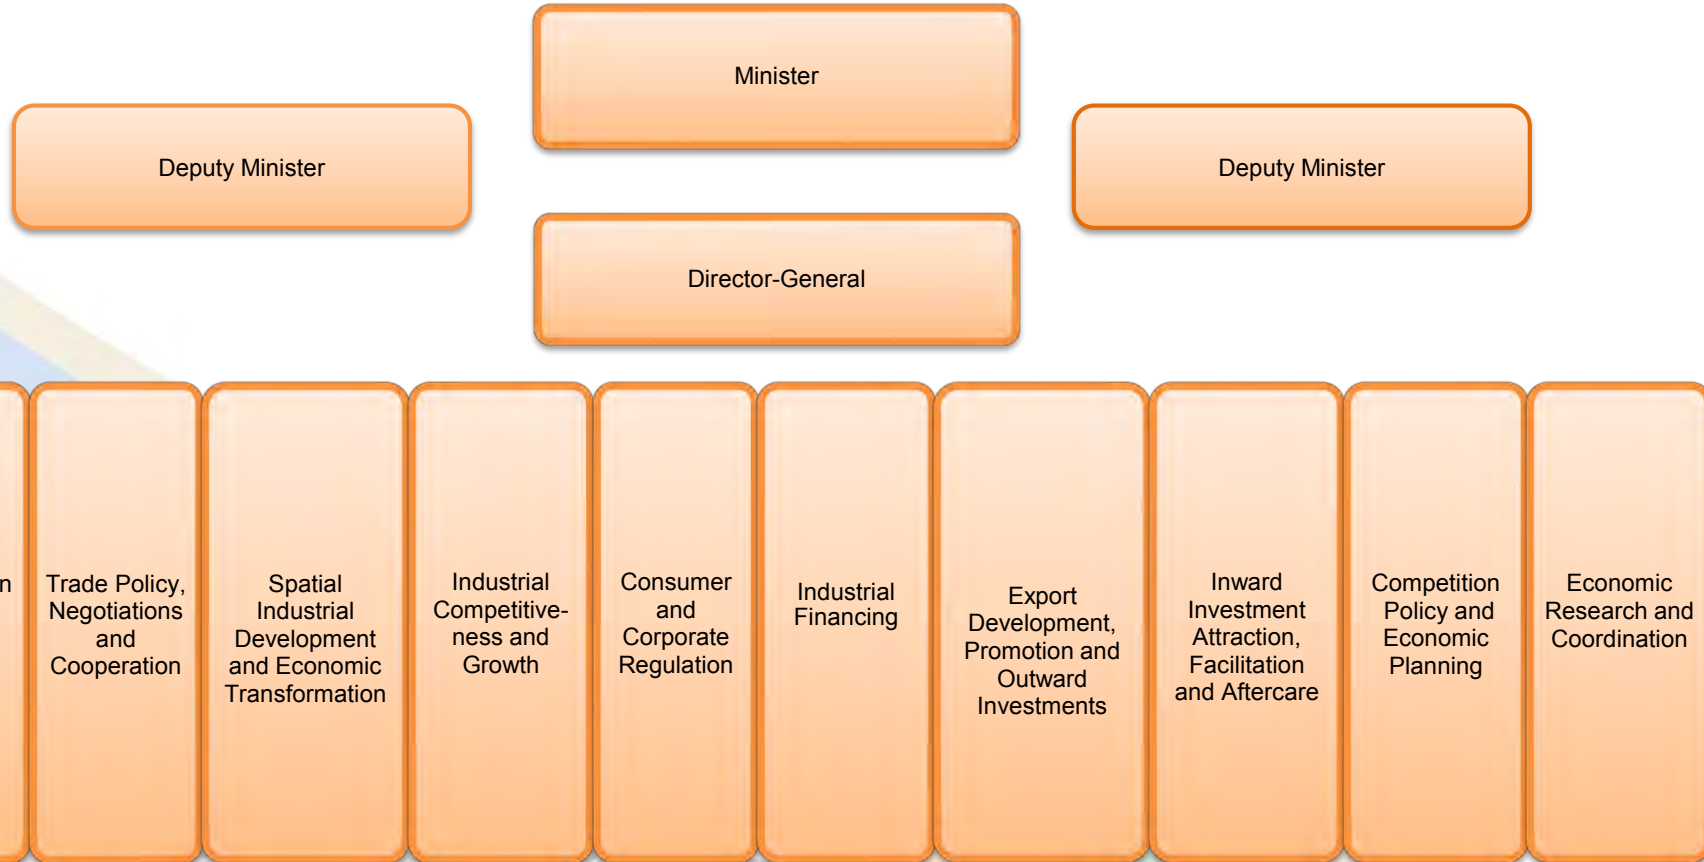 Minister
Deputy Minister
Deputy Minister
Director-General
Trade Policy,
Negotiations
and
Cooperation
Spatial
Industrial
Development
and Economic
Transformation
Industrial
Competitive-
ness and
Growth
Consumer
and
Corporate
Regulation
Industrial
Financing
Export
Development,
Promotion and
Outward
Investments
Inward
Investment
Attraction,
Facilitation
and Aftercare
Competition
Policy and
Economic
Planning
Economic
Research and
Coordination